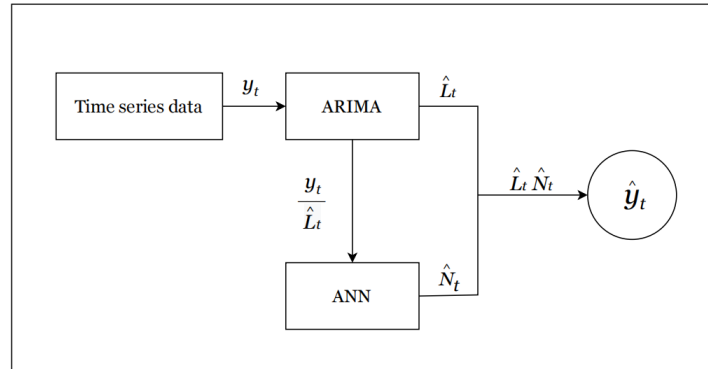 Time series data
y_t
ARIMA
L̂_t
y_t
L̂_t
ANN
N̂_t
L̂_t N̂_t
ŷ_t